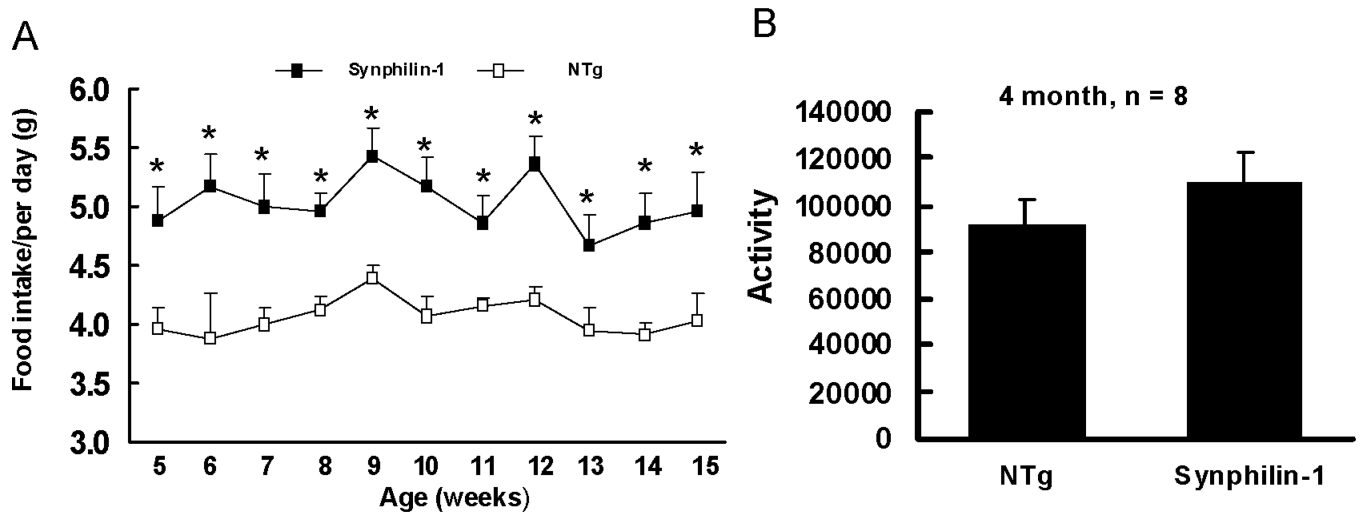 A
Synphilin-1 NTg
Food intake/per day (g)
6.0
5.5
5.0
4.5
4.0
3.5
3.0
* * * * * * * * * * *
5 6 7 8 9 10 11 12 13 14 15
Age (weeks)
B
4 month, n = 8
Activity
140000
120000
100000
80000
60000
40000
20000
0
NTg Synphilin-1